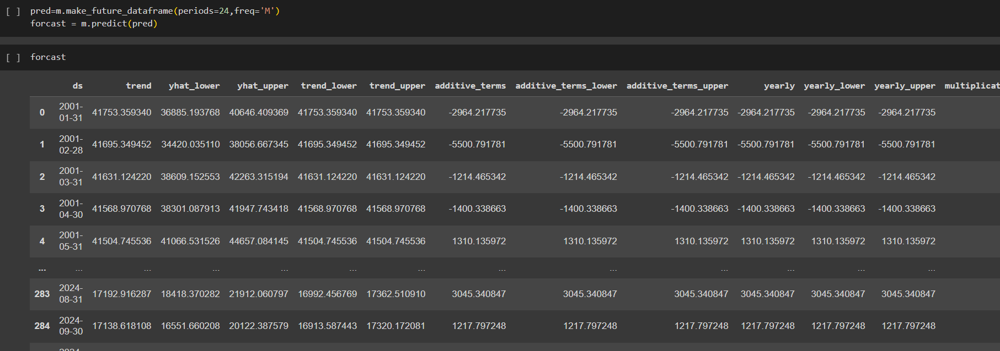 [ ] pred=m.make_future_dataframe(periods=24,freq='M')
forcast = m.predict(pred)
[ ] forcast
ds trend yhat_lower yhat_upper trend_lower trend_upper additive_terms additive_terms_lower additive_terms_upper yearly yearly_lower yearly_upper multiplicat
0 2001-01-31 41753.359340 36885.193768 40646.409369 41753.359340 41753.359340 -2964.217735 -2964.217735 -2964.217735 -2964.217735 -2964.217735 -2964.217735
1 2001-02-28 41695.349452 34420.035110 38056.667345 41695.349452 41695.349452 -5500.791781 -5500.791781 -5500.791781 -5500.791781 -5500.791781 -5500.791781
2 2001-03-31 41631.124220 38609.152553 42263.315194 41631.124220 41631.124220 -1214.465342 -1214.465342 -1214.465342 -1214.465342 -1214.465342 -1214.465342
3 2001-04-30 41568.970768 38301.087913 41947.743418 41568.970768 41568.970768 -1400.338663 -1400.338663 -1400.338663 -1400.338663 -1400.338663 -1400.338663
4 2001-05-31 41504.745536 41066.531526 44657.084145 41504.745536 41504.745536 1310.135972 1310.135972 1310.135972 1310.135972 1310.135972 1310.135972
... ... ... ... ... ... ... ... ... ... ... ... ...
283 2024-08-31 17192.916287 18418.370282 21912.060797 16992.456769 17362.510910 3045.340847 3045.340847 3045.340847 3045.340847 3045.340847 3045.340847
284 2024-09-30 17138.618108 16551.660208 20122.387579 16913.587443 17320.172081 1217.797248 1217.797248 1217.797248 1217.797248 1217.797248 1217.797248